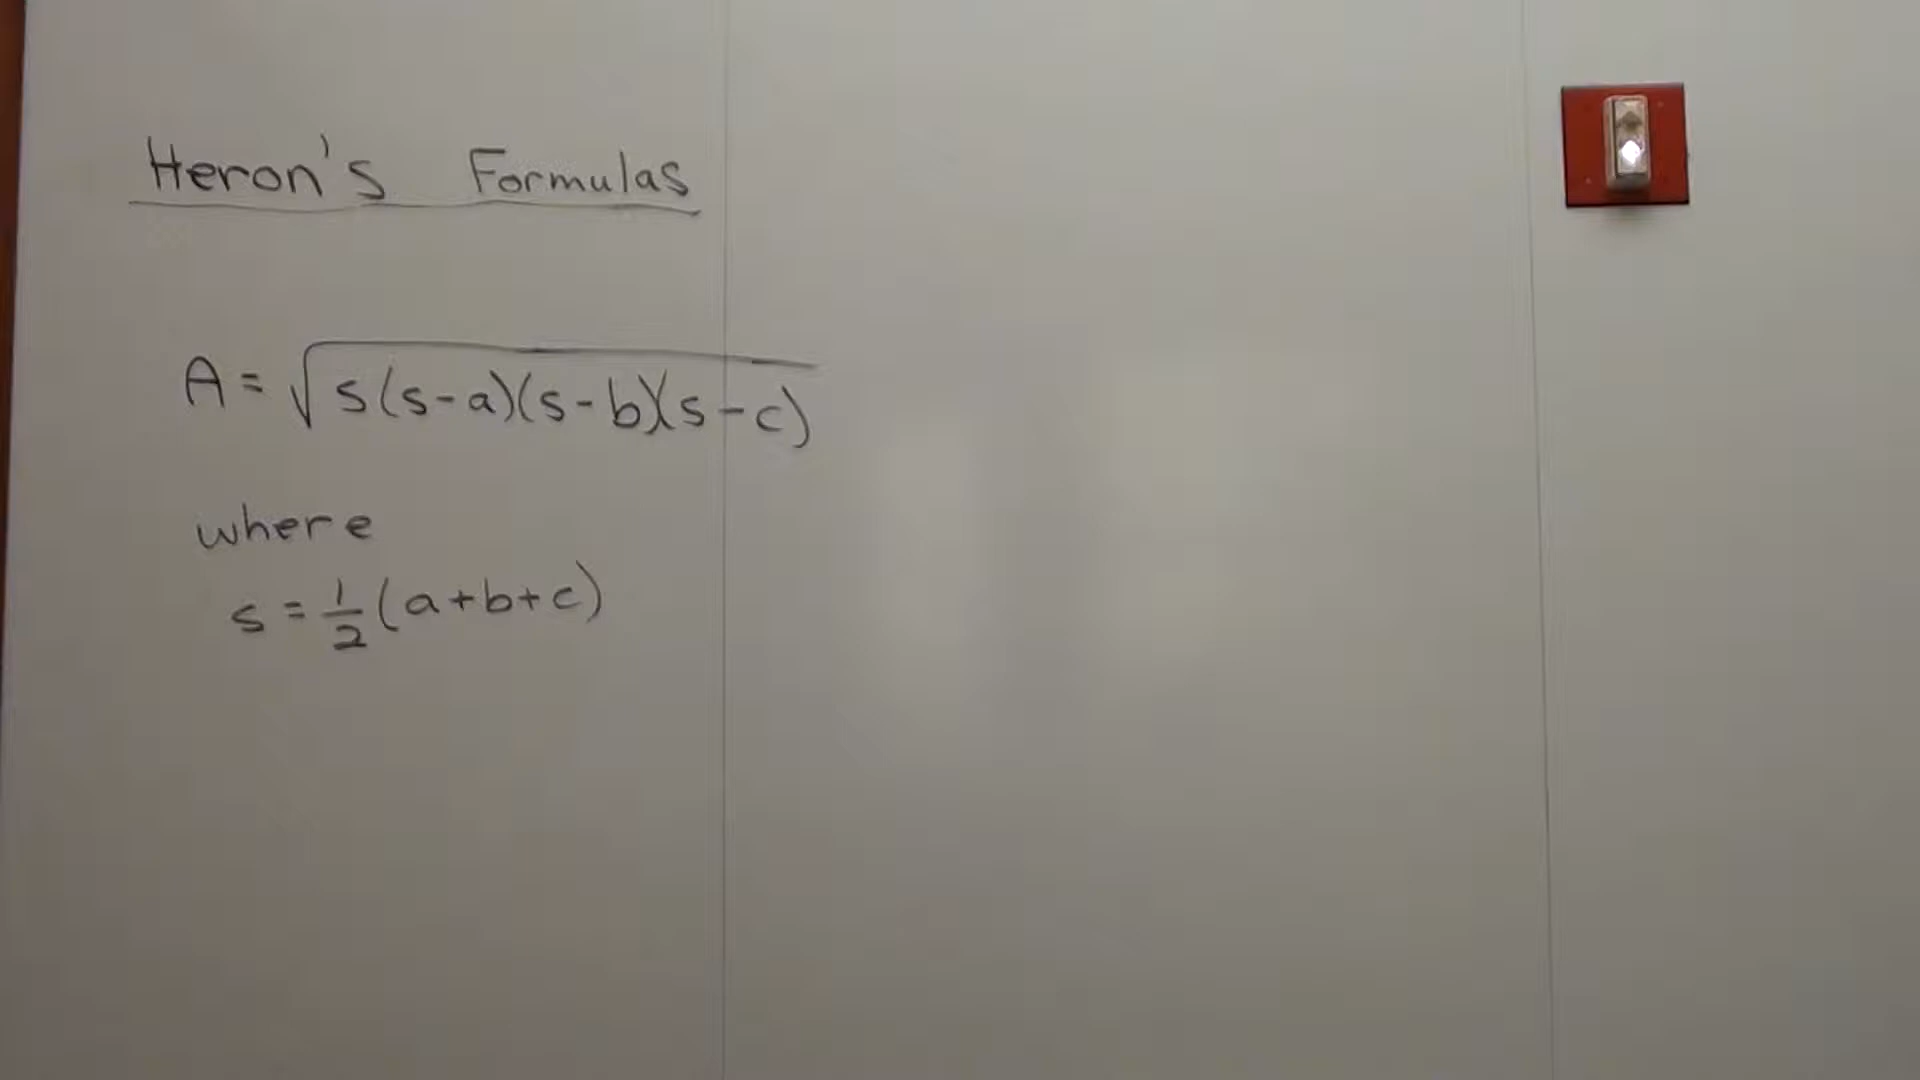 Heron's Formulas
A = √s(s-a)(s-b)(s-c)
where
s = 1/2 (a+b+c)